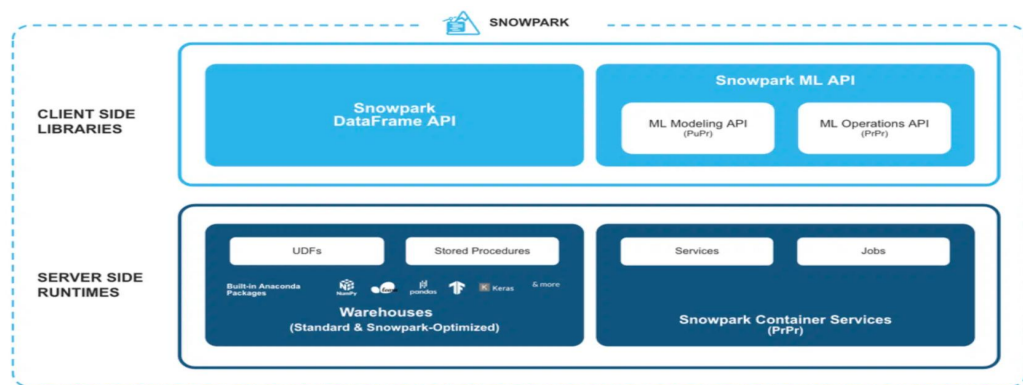 SNOWPARK
CLIENT SIDE
LIBRARIES
Snowpark
DataFrame API
Snowpark ML API
ML Modeling API
(PuPr)
ML Operations API
(PrPr)
SERVER SIDE
RUNTIMES
UDFs
Stored Procedures
Built-in Anaconda
Packages
NumPy
pandas
Keras
& more
Warehouses
(Standard & Snowpark-Optimized)
Services
Jobs
Snowpark Container Services
(PrPr)